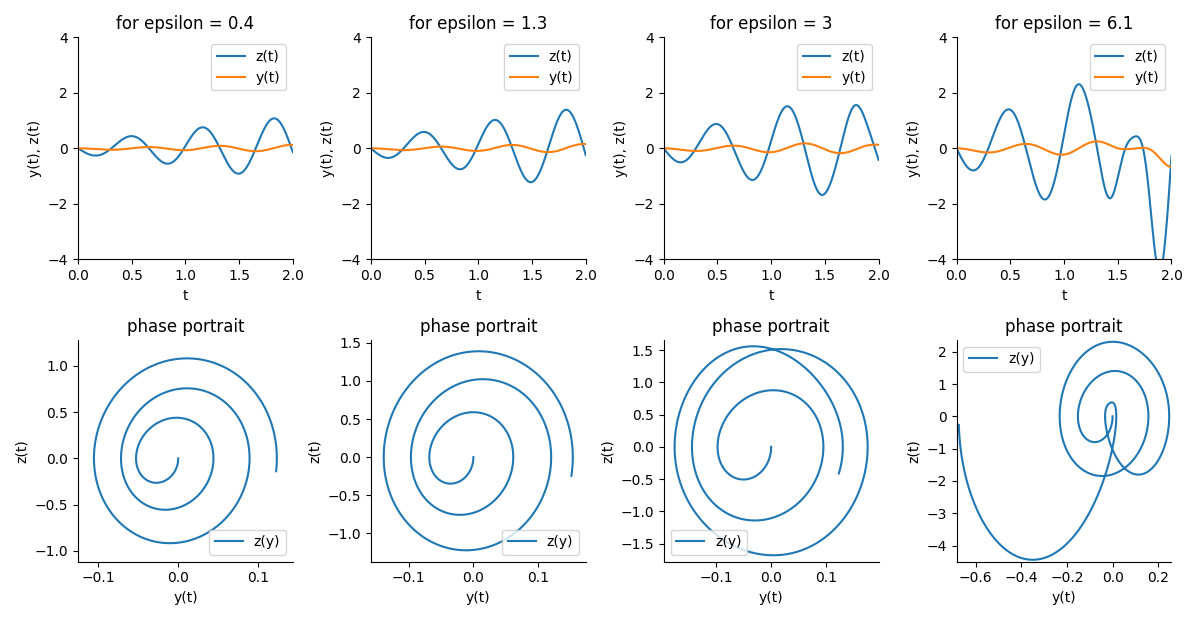 for epsilon = 0.4
4
2
0
−2
−4
y(t), z(t)
z(t)
y(t)
0.0 0.5 1.0 1.5 2.0
t
for epsilon = 1.3
4
2
0
−2
−4
y(t), z(t)
z(t)
y(t)
0.0 0.5 1.0 1.5 2.0
t
for epsilon = 3
4
2
0
−2
−4
y(t), z(t)
z(t)
y(t)
0.0 0.5 1.0 1.5 2.0
t
for epsilon = 6.1
4
2
0
−2
−4
y(t), z(t)
z(t)
y(t)
0.0 0.5 1.0 1.5 2.0
t
phase portrait
1.0
0.5
0.0
−0.5
−1.0
z(t)
z(y)
−0.1 0.0 0.1
y(t)
phase portrait
1.5
1.0
0.5
0.0
−0.5
−1.0
z(t)
z(y)
−0.1 0.0 0.1
y(t)
phase portrait
1.5
1.0
0.5
0.0
−0.5
−1.0
−1.5
z(t)
z(y)
−0.1 0.0 0.1
y(t)
phase portrait
z(y)
2
1
0
−1
−2
−3
−4
z(t)
−0.6 −0.4 −0.2 0.0 0.2
y(t)